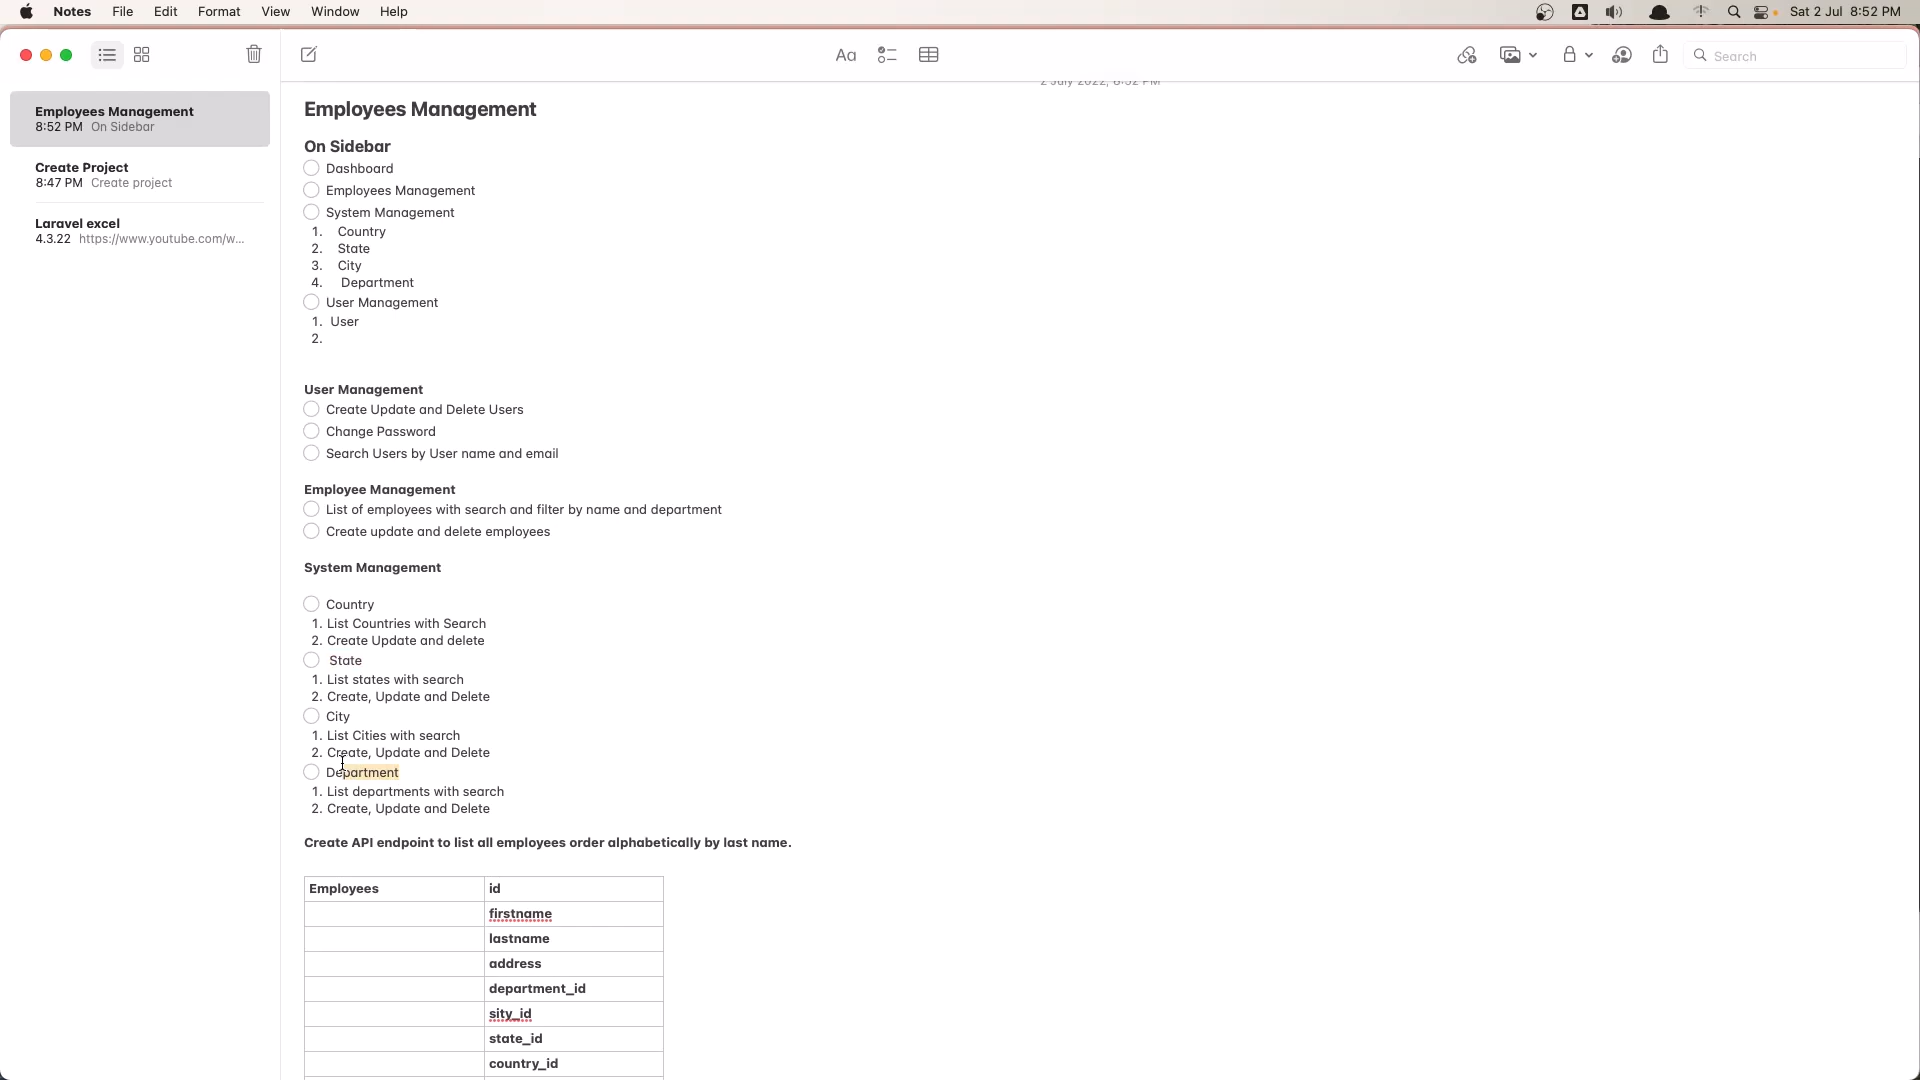 Notes File Edit Format View Window Help Sat 2 Jul 8:52 PM
Aa Search
Employees Management
8:52 PM On Sidebar
Create Project
8:47 PM Create project
Laravel excel
4.3.22 https://www.youtube.com/w...
2 July 2022, 8:52 PM
Employees Management
On Sidebar
Dashboard
Employees Management
System Management
1. Country
2. State
3. City
4. Department
User Management
1. User
2.
User Management
Create Update and Delete Users
Change Password
Search Users by User name and email
Employee Management
List of employees with search and filter by name and department
Create update and delete employees
System Management
Country
1. List Countries with Search
2. Create Update and delete
State
1. List states with search
2. Create, Update and Delete
City
1. List Cities with search
2. Create, Update and Delete
Department
1. List departments with search
2. Create, Update and Delete
Create API endpoint to list all employees order alphabetically by last name.
Employees id
firstname
lastname
address
department_id
sity_id
state_id
country_id